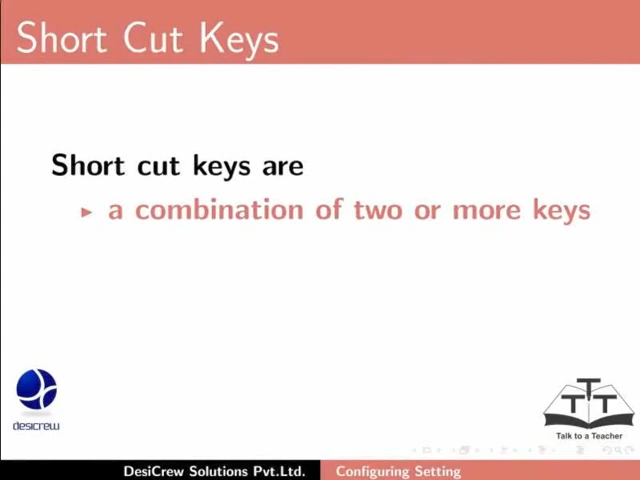 Short Cut Keys
Short cut keys are
a combination of two or more keys
desicrew
TTT
Talk to a Teacher
DesiCrew Solutions Pvt.Ltd.
Configuring Setting